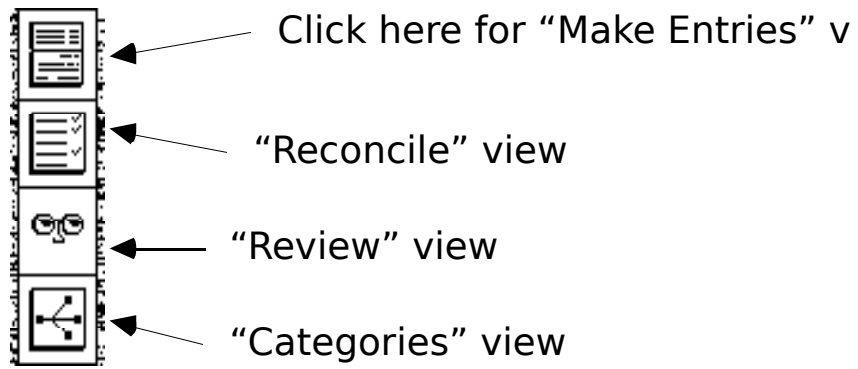 Click here for “Make Entries” v
“Reconcile” view
“Review” view
“Categories” view